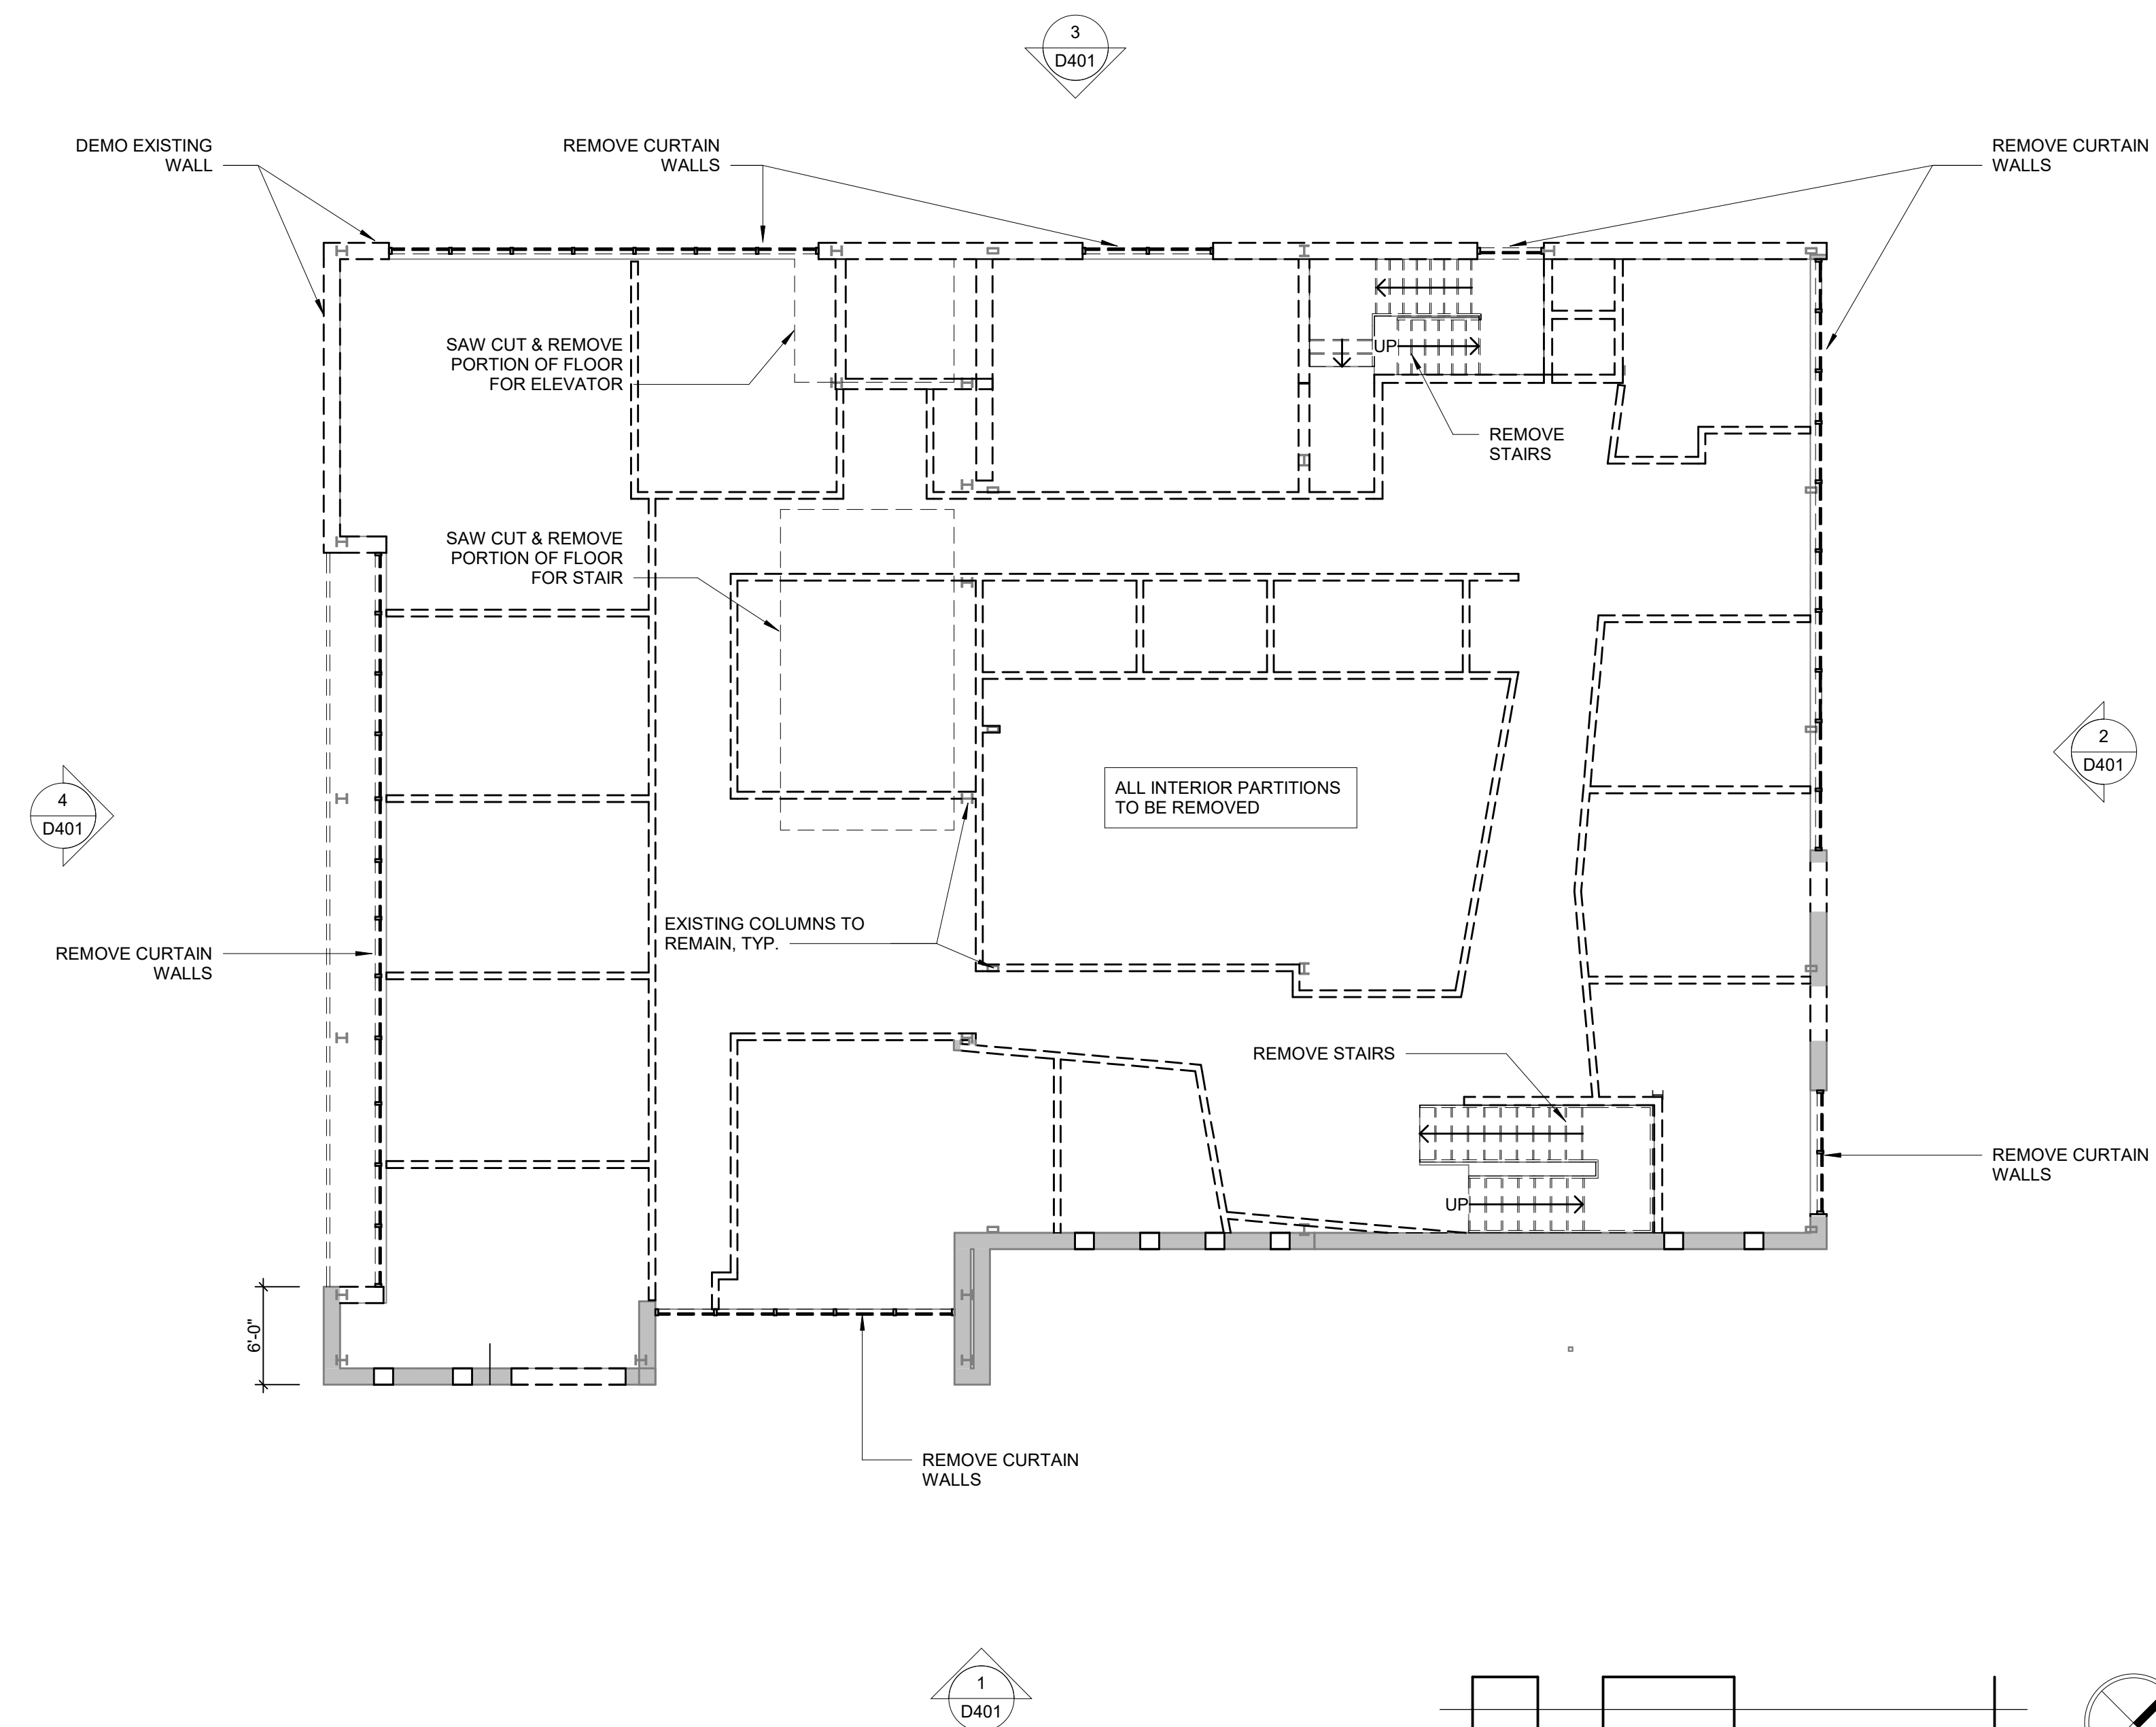 3
D401
DEMO EXISTING
WALL
REMOVE CURTAIN
WALLS
REMOVE CURTAIN
WALLS
SAW CUT & REMOVE
PORTION OF FLOOR
FOR ELEVATOR
UP
REMOVE
STAIRS
SAW CUT & REMOVE
PORTION OF FLOOR
FOR STAIR
2
D401
ALL INTERIOR PARTITIONS
TO BE REMOVED
4
D401
EXISTING COLUMNS TO
REMAIN, TYP.
REMOVE CURTAIN
WALLS
REMOVE STAIRS
REMOVE CURTAIN
WALLS
UP
6'-0"
REMOVE CURTAIN
WALLS
1
D401